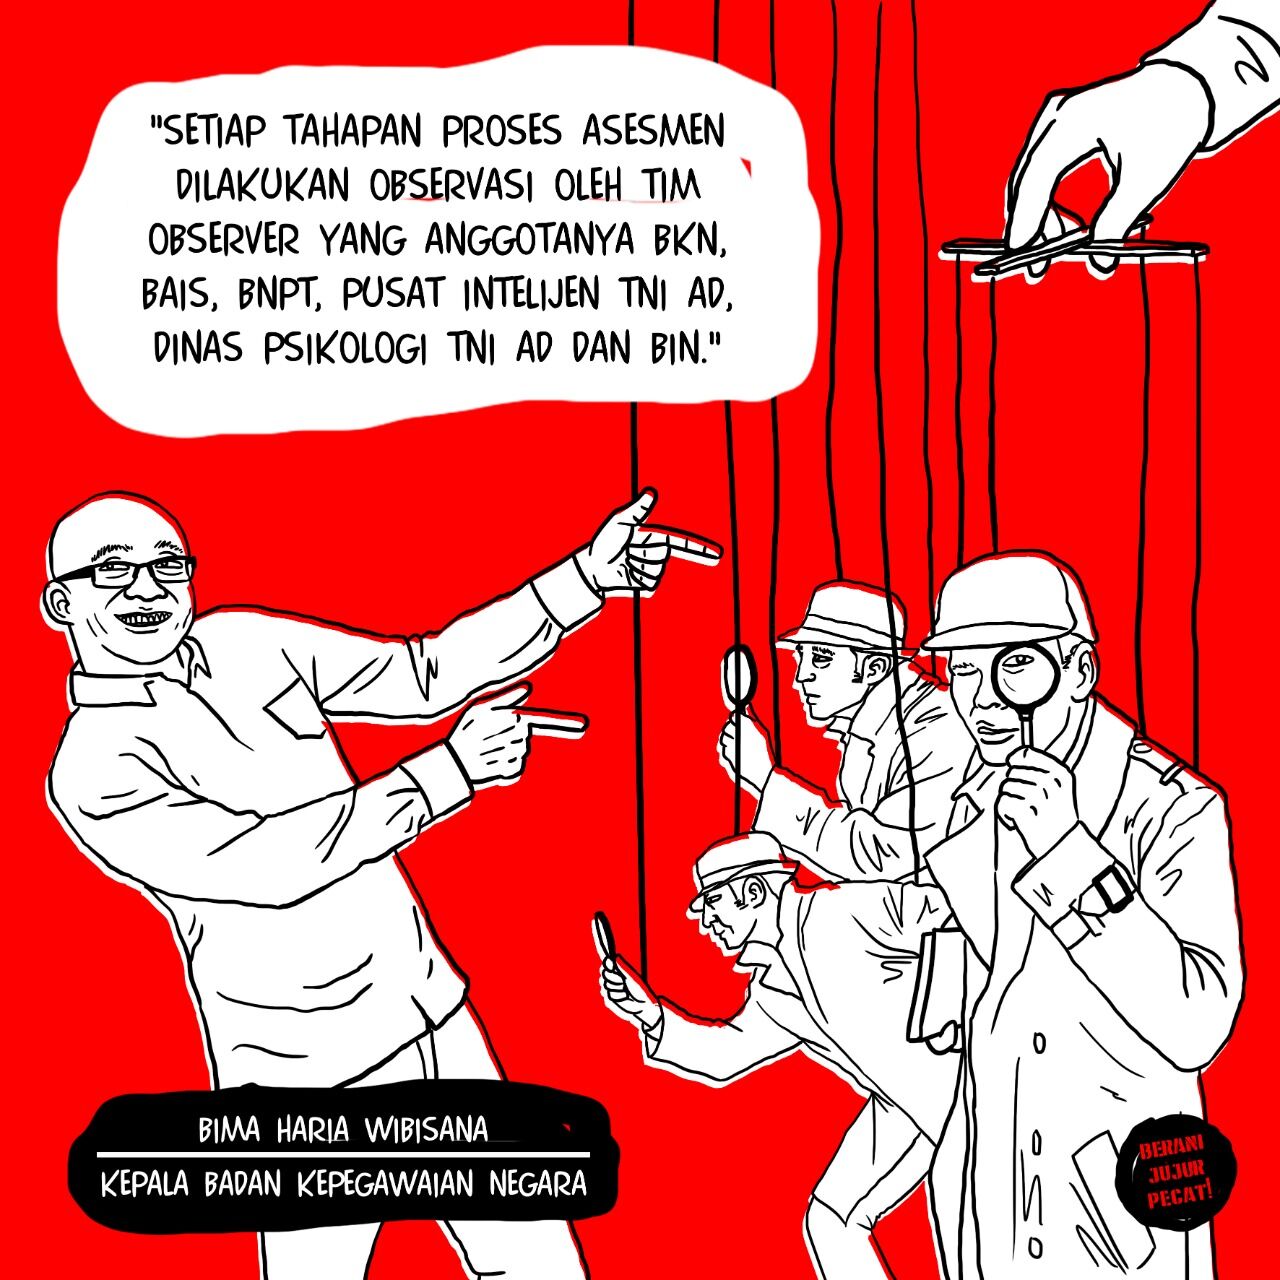 "SETIAP TAHAPAN PROSES ASESMEN
DILAKUKAN OBSERVASI OLEH TIM
OBSERVER YANG ANGGOTANYA BKN,
BAIS, BNPT, PUSAT INTELIJEN TNI AD,
DINAS PSIKOLOGI TNI AD DAN BIN."
BIMA HARIA WIBISANA
KEPALA BADAN KEPEGAWAIAN NEGARA
BERANI
JUJUR
PECAT!